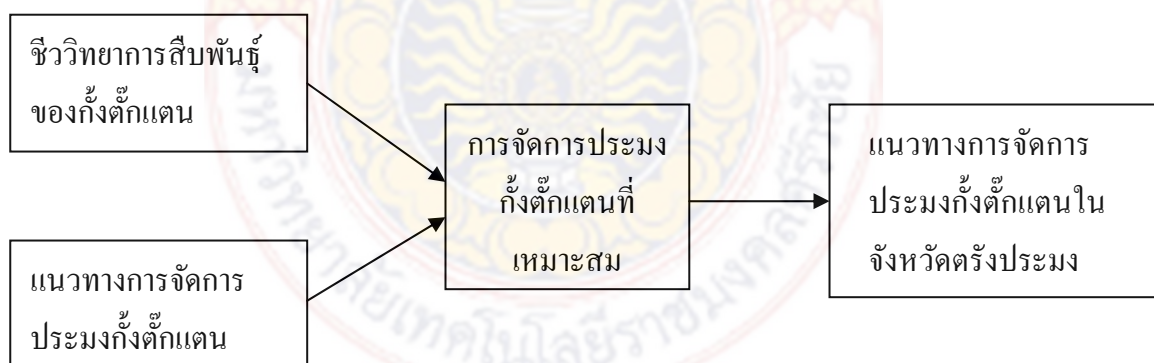 ชีววิทยาการสืบพันธุ์
ของกั้งตั๊กแตน
แนวทางการจัดการ
ประมงกั้งตั๊กแตน
การจัดการประมง
กั้งตั๊กแตนที่
เหมาะสม
แนวทางการจัดการ
ประมงกั้งตั๊กแตนใน
จังหวัดตรังประมง